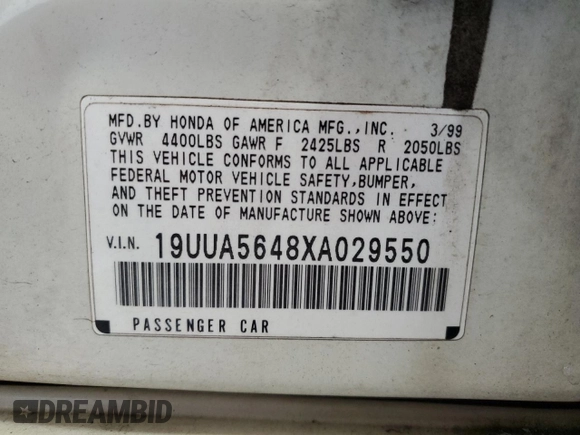 MFD.BY HONDA OF AMERICA MFG.,INC. 3/99
GVWR 4400LBS GAWR F 2425LBS R 2050LBS
THIS VEHICLE CONFORMS TO ALL APPLICABLE
FEDERAL MOTOR VEHICLE SAFETY,BUMPER,
AND THEFT PREVENTION STANDARDS IN EFFECT
ON THE DATE OF MANUFACTURE SHOWN ABOVE:
V.I.N. 19UUA5648XA029550
PASSENGER CAR
DREAMBID